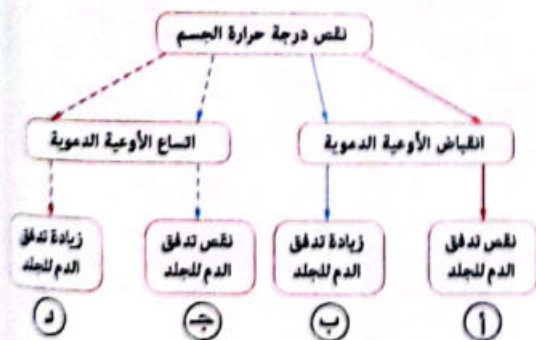 نقص درجة حرارة الجسم
انقباض الأوعية الدموية
اتساع الأوعية الدموية
نقص تدفق
الدم للجلد
زيادة تدفق
الدم للجلد
نقص تدفق
الدم للجلد
زيادة تدفق
الدم للجلد
أ
ب
جـ
د